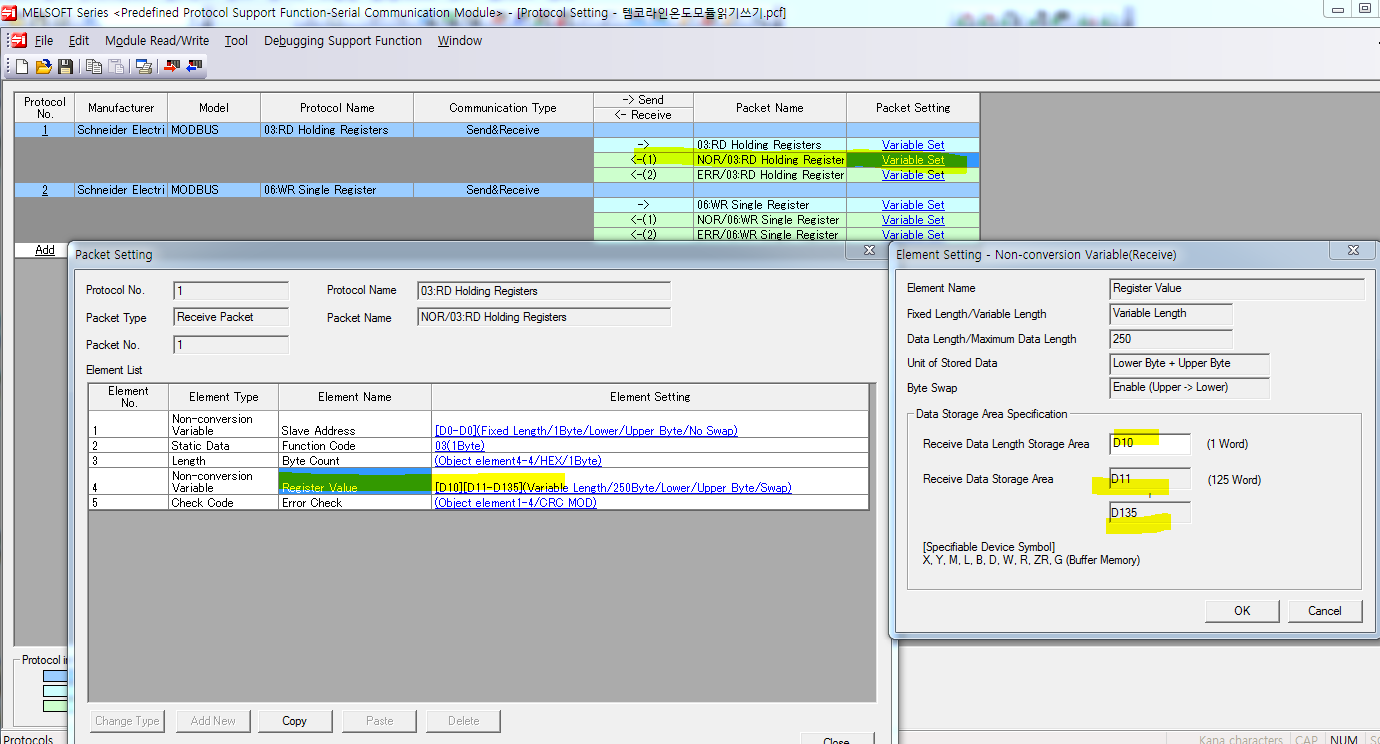 MELSOFT Series <Predefined Protocol Support Function-Serial Communication Module> - [Protocol Setting - 템코라인온도모듈읽기쓰기.pcf]
File Edit Module Read/Write Tool Debugging Support Function Window
Protocol No. Manufacturer Model Protocol Name Communication Type -> Send <- Receive Packet Name Packet Setting
1 Schneider Electri MODBUS 03:RD Holding Registers Send&Receive
-> 03:RD Holding Registers Variable Set
<-(1) NOR/03:RD Holding Register Variable Set
<-(2) ERR/03:RD Holding Register Variable Set
2 Schneider Electri MODBUS 06:WR Single Register Send&Receive
-> 06:WR Single Register Variable Set
<-(1) NOR/06:WR Single Register Variable Set
<-(2) ERR/06:WR Single Register Variable Set
Add
Packet Setting
Protocol No. 1 Protocol Name 03:RD Holding Registers
Packet Type Receive Packet Packet Name NOR/03:RD Holding Registers
Packet No. 1
Element List
Element No. Element Type Element Name Element Setting
1 Non-conversion Variable Slave Address [D0-D0](Fixed Length/1Byte/Lower/Upper Byte/No Swap)
2 Static Data Function Code 03(1Byte)
3 Length Byte Count (Object element4-4/HEX/1Byte)
4 Non-conversion Variable Register Value [D10][D11-D135](Variable Length/250Byte/Lower/Upper Byte/Swap)
5 Check Code Error Check (Object element1-4/CRC MOD)
Change Type Add New Copy Paste Delete
Close
Element Setting - Non-conversion Variable(Receive)
Element Name Register Value
Fixed Length/Variable Length Variable Length
Data Length/Maximum Data Length 250
Unit of Stored Data Lower Byte + Upper Byte
Byte Swap Enable (Upper -> Lower)
Data Storage Area Specification
Receive Data Length Storage Area D10 (1 Word)
Receive Data Storage Area D11 (125 Word)
D135
[Specifiable Device Symbol]
X, Y, M, L, B, D, W, R, ZR, G (Buffer Memory)
OK Cancel
Protocol
Protocols
Kana characters CAP NUM